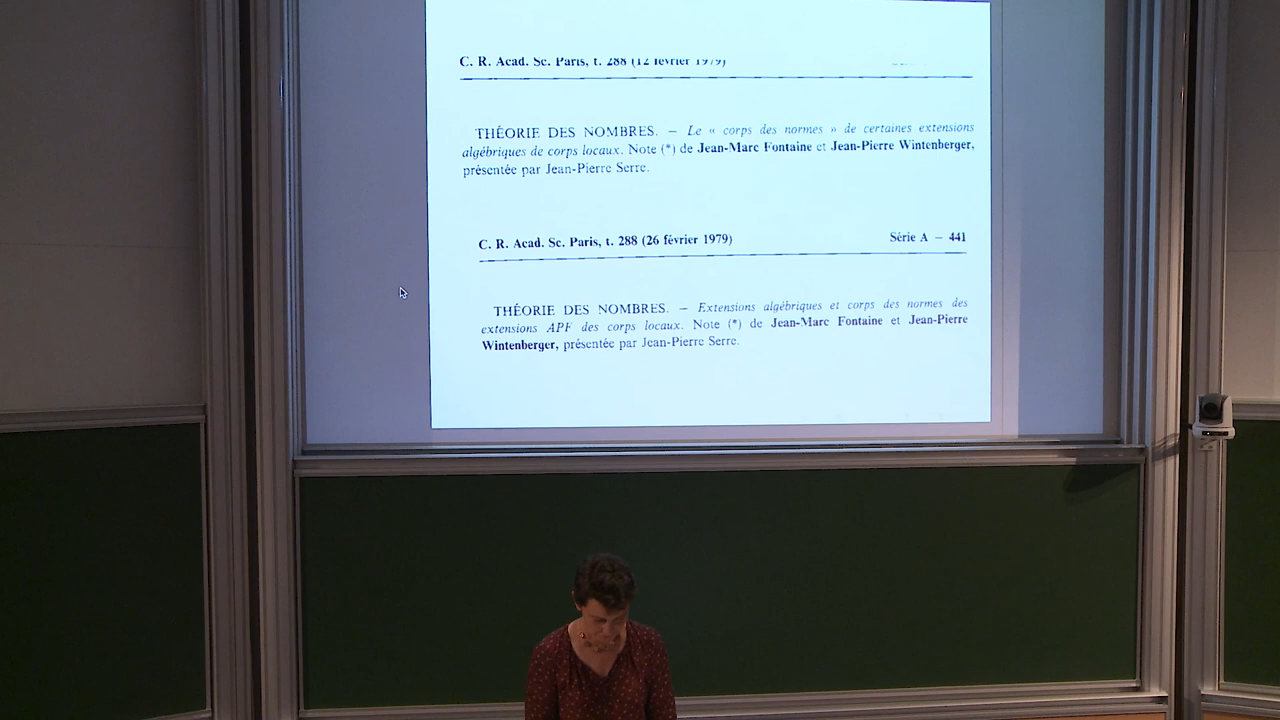 C. R. Acad. Sc. Paris, t. 288 (12 février 1979)
THÉORIE DES NOMBRES. — Le « corps des normes » de certaines extensions
algébriques de corps locaux. Note (*) de Jean-Marc Fontaine et Jean-Pierre Wintenberger,
présentée par Jean-Pierre Serre.
C. R. Acad. Sc. Paris, t. 288 (26 février 1979) Série A — 441
THÉORIE DES NOMBRES. — Extensions algébriques et corps des normes des
extensions APF des corps locaux. Note (*) de Jean-Marc Fontaine et Jean-Pierre
Wintenberger, présentée par Jean-Pierre Serre.